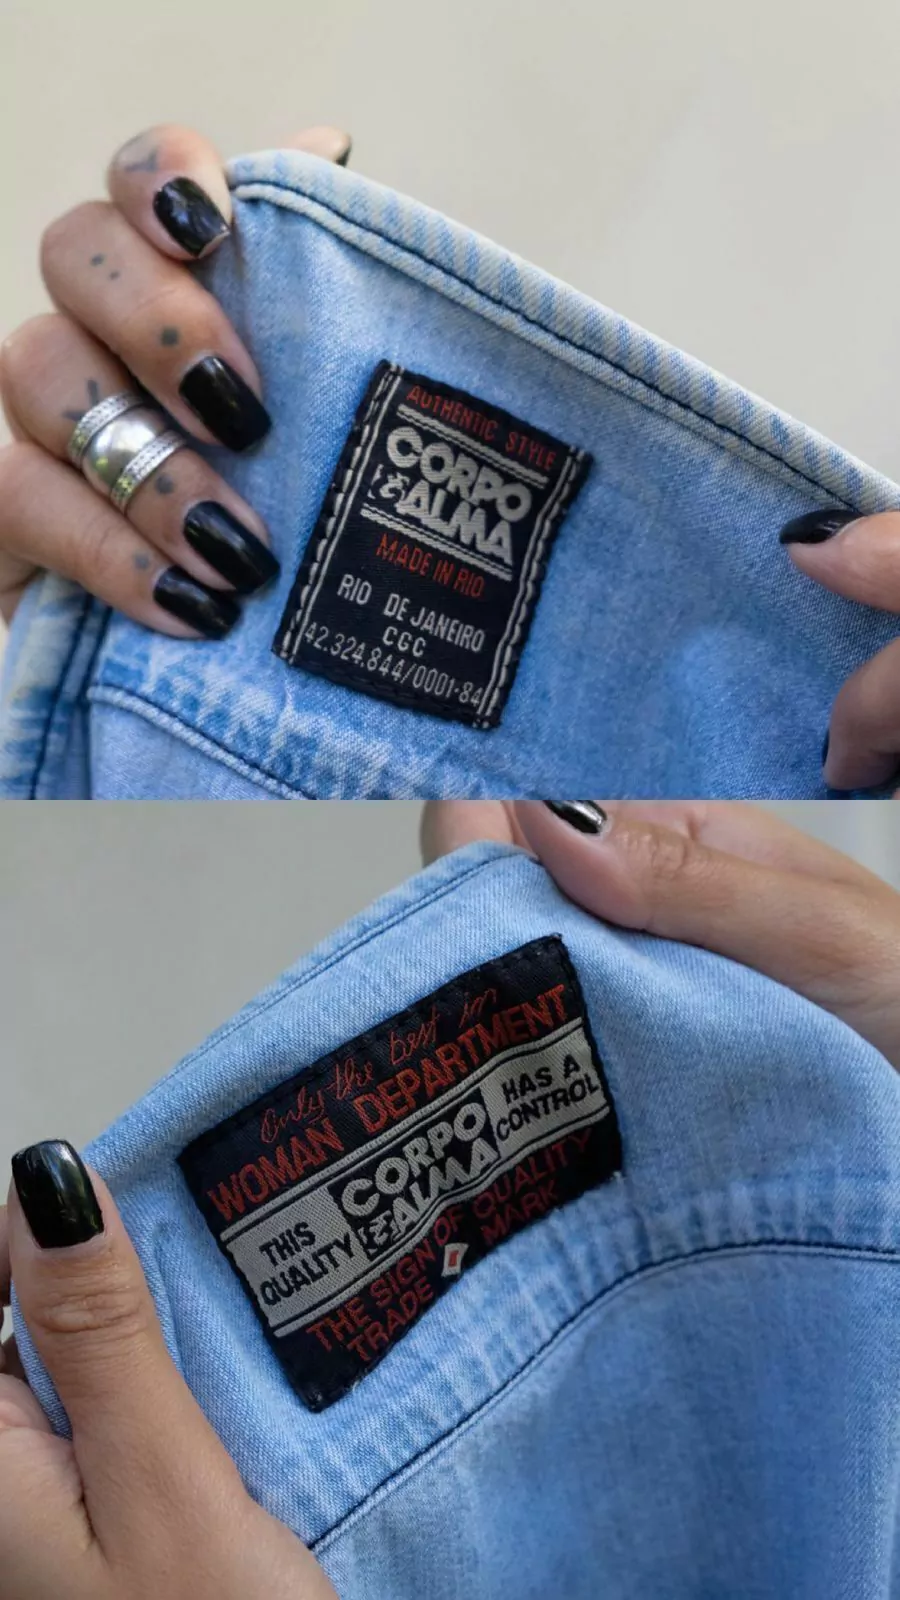 AUTHENTIC STYLE
CORPO
& ALMA
MADE IN RIO
RIO DE JANEIRO
CGC
42.324.844/0001-84
Only the best in
WOMAN DEPARTMENT
THIS QUALITY
CORPO
& ALMA
HAS A CONTROL
THE SIGN OF QUALITY
TRADE MARK